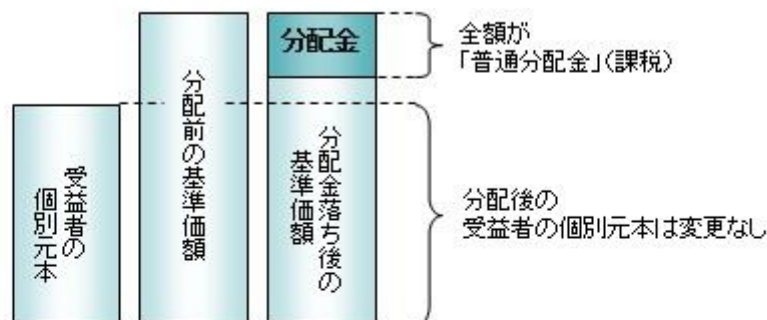 受益者の
個別元本
分配前の基準価額
分配金
分配金落ち後の
基準価額
全額が
「普通分配金」(課税)
分配後の
受益者の個別元本は変更なし